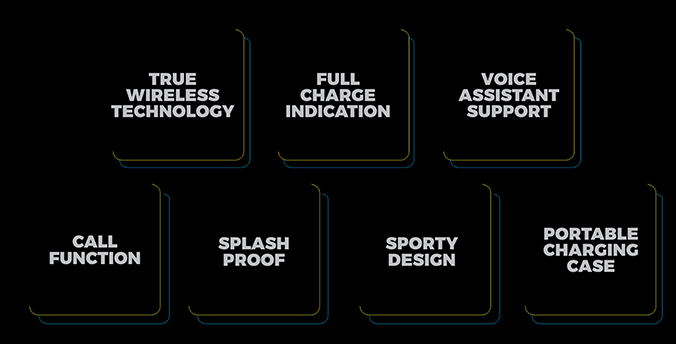 TRUE
WIRELESS
TECHNOLOGY
FULL
CHARGE
INDICATION
VOICE
ASSISTANT
SUPPORT
CALL
FUNCTION
SPLASH
PROOF
SPORTY
DESIGN
PORTABLE
CHARGING
CASE